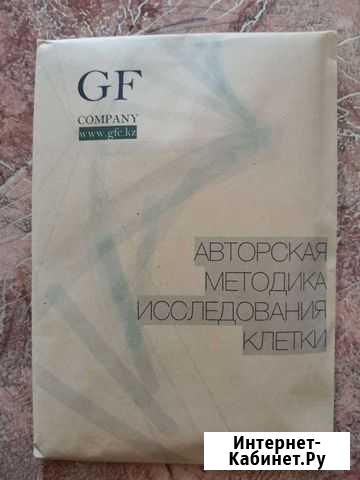 GF
COMPANY
www.gfc.kz
АВТОРСКАЯ
МЕТОДИКА
ИССЛЕДОВАНИЯ
КЛЕТКИ
Интернет-
Кабинет.Ру